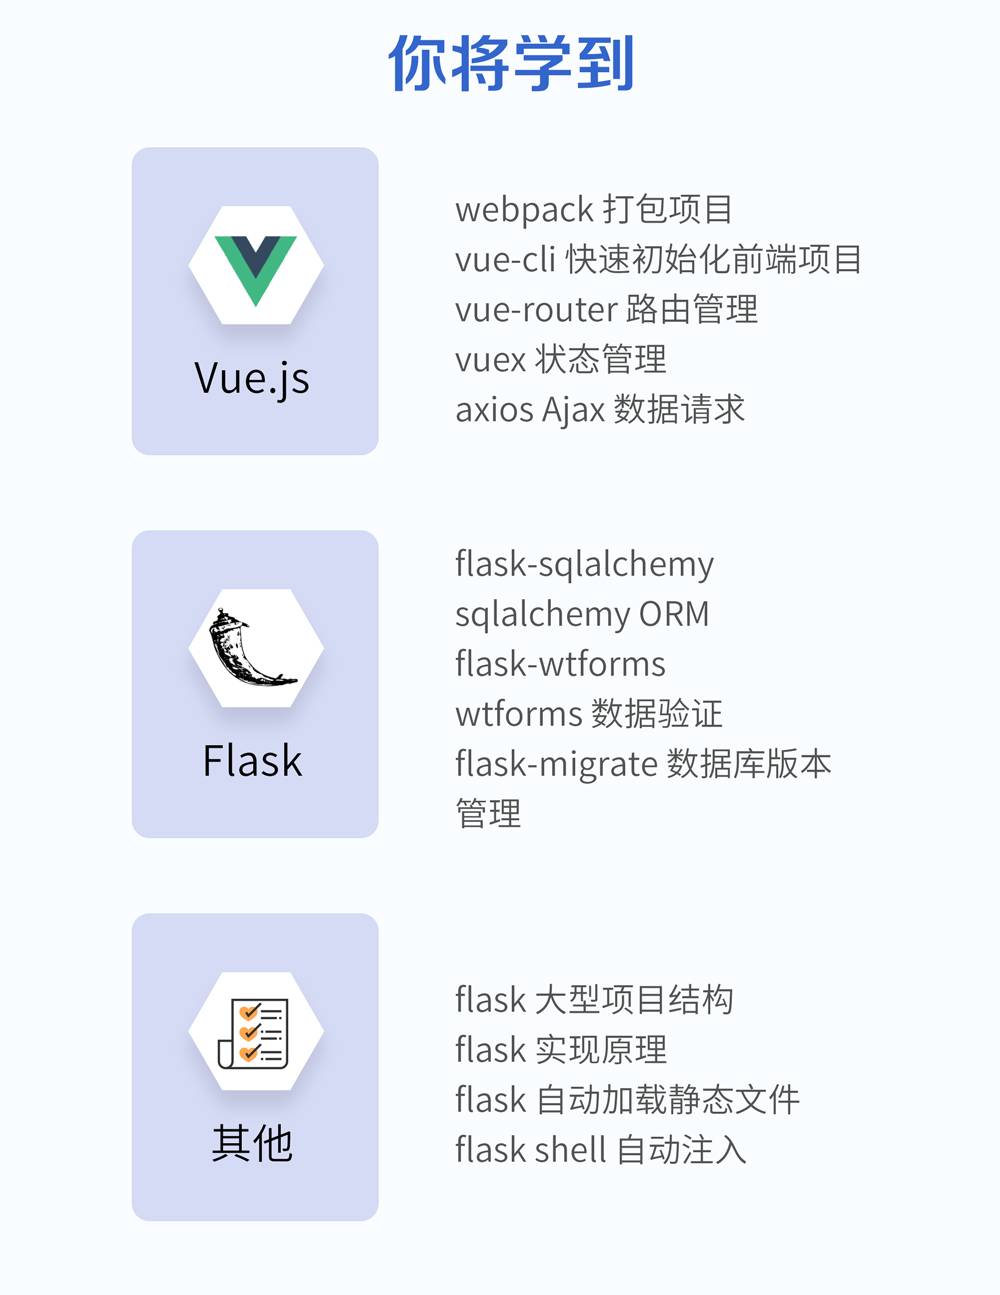 你将学到
Vue.js
webpack 打包项目
vue-cli 快速初始化前端项目
vue-router 路由管理
vuex 状态管理
axios Ajax 数据请求
Flask
flask-sqlalchemy
sqlalchemy ORM
flask-wtforms
wtforms 数据验证
flask-migrate 数据库版本
管理
其他
flask 大型项目结构
flask 实现原理
flask 自动加载静态文件
flask shell 自动注入